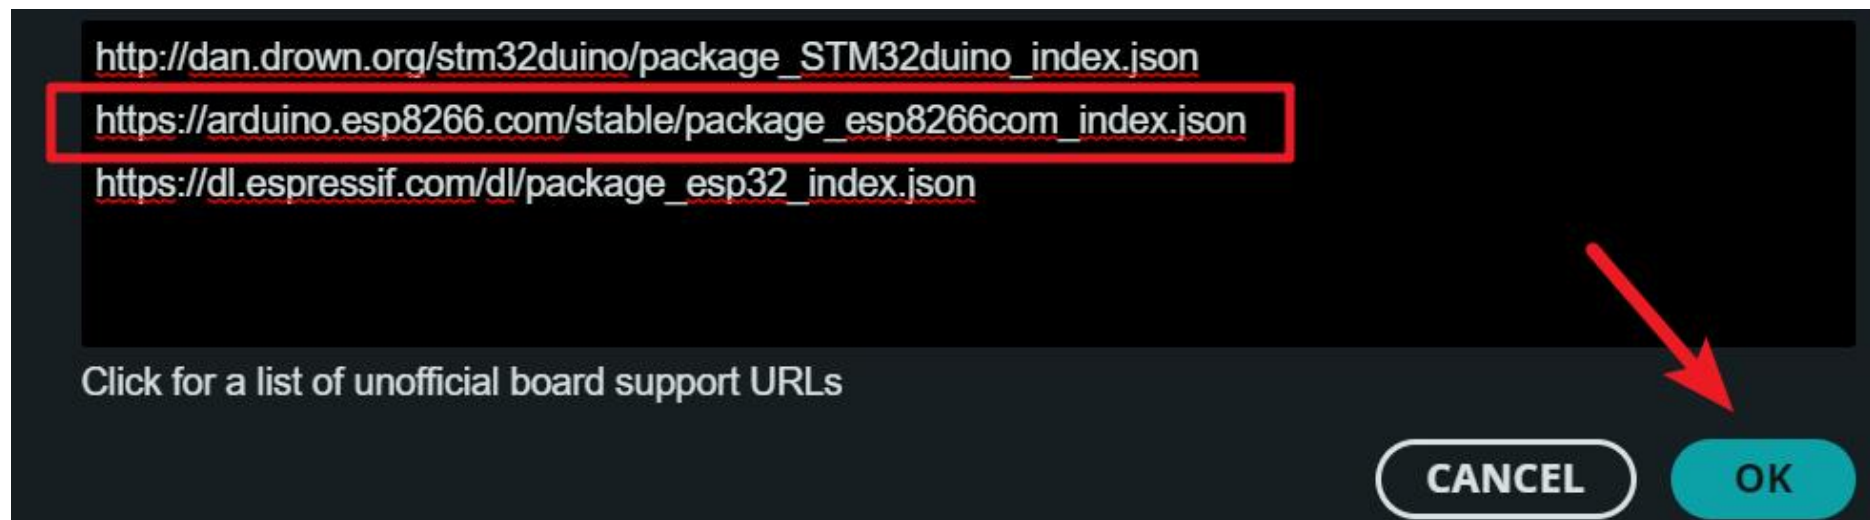 http://dan.drown.org/stm32duino/package_STM32duino_index.json
https://arduino.esp8266.com/stable/package_esp8266com_index.json
https://dl.espressif.com/dl/package_esp32_index.json
Click for a list of unofficial board support URLs
CANCEL
OK